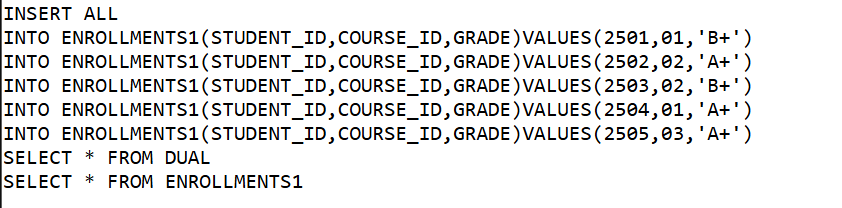 INSERT ALL
INTO ENROLLMENTS1(STUDENT_ID,COURSE_ID,GRADE)VALUES(2501,01,'B+')
INTO ENROLLMENTS1(STUDENT_ID,COURSE_ID,GRADE)VALUES(2502,02,'A+')
INTO ENROLLMENTS1(STUDENT_ID,COURSE_ID,GRADE)VALUES(2503,02,'B+')
INTO ENROLLMENTS1(STUDENT_ID,COURSE_ID,GRADE)VALUES(2504,01,'A+')
INTO ENROLLMENTS1(STUDENT_ID,COURSE_ID,GRADE)VALUES(2505,03,'A+')
SELECT * FROM DUAL
SELECT * FROM ENROLLMENTS1